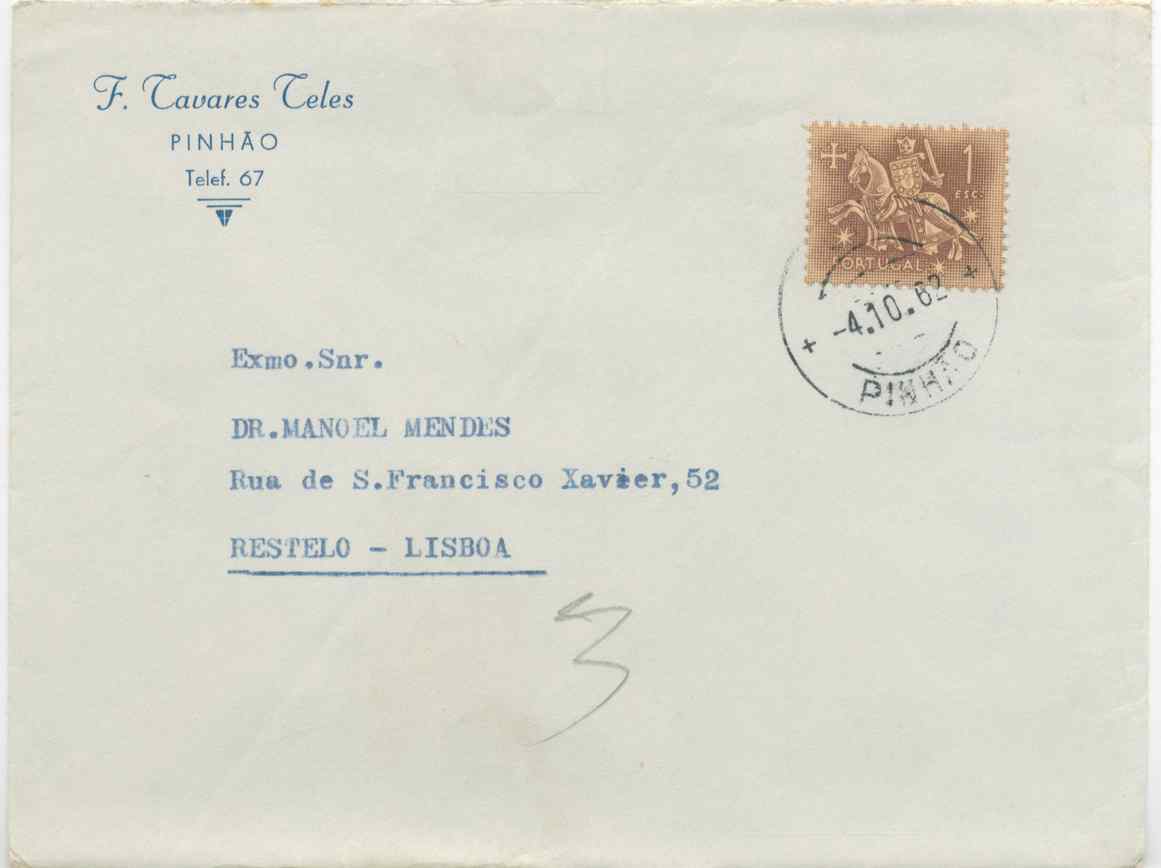 F. Tavares Teles
PINHÃO
Telef. 67
1
ESC.
PORTUGAL
-4.10.62
PINHÃO
Exmo.Snr.
DR.MANOEL MENDES
Rua de S.Francisco Xavier,52
RESTELO - LISBOA
3